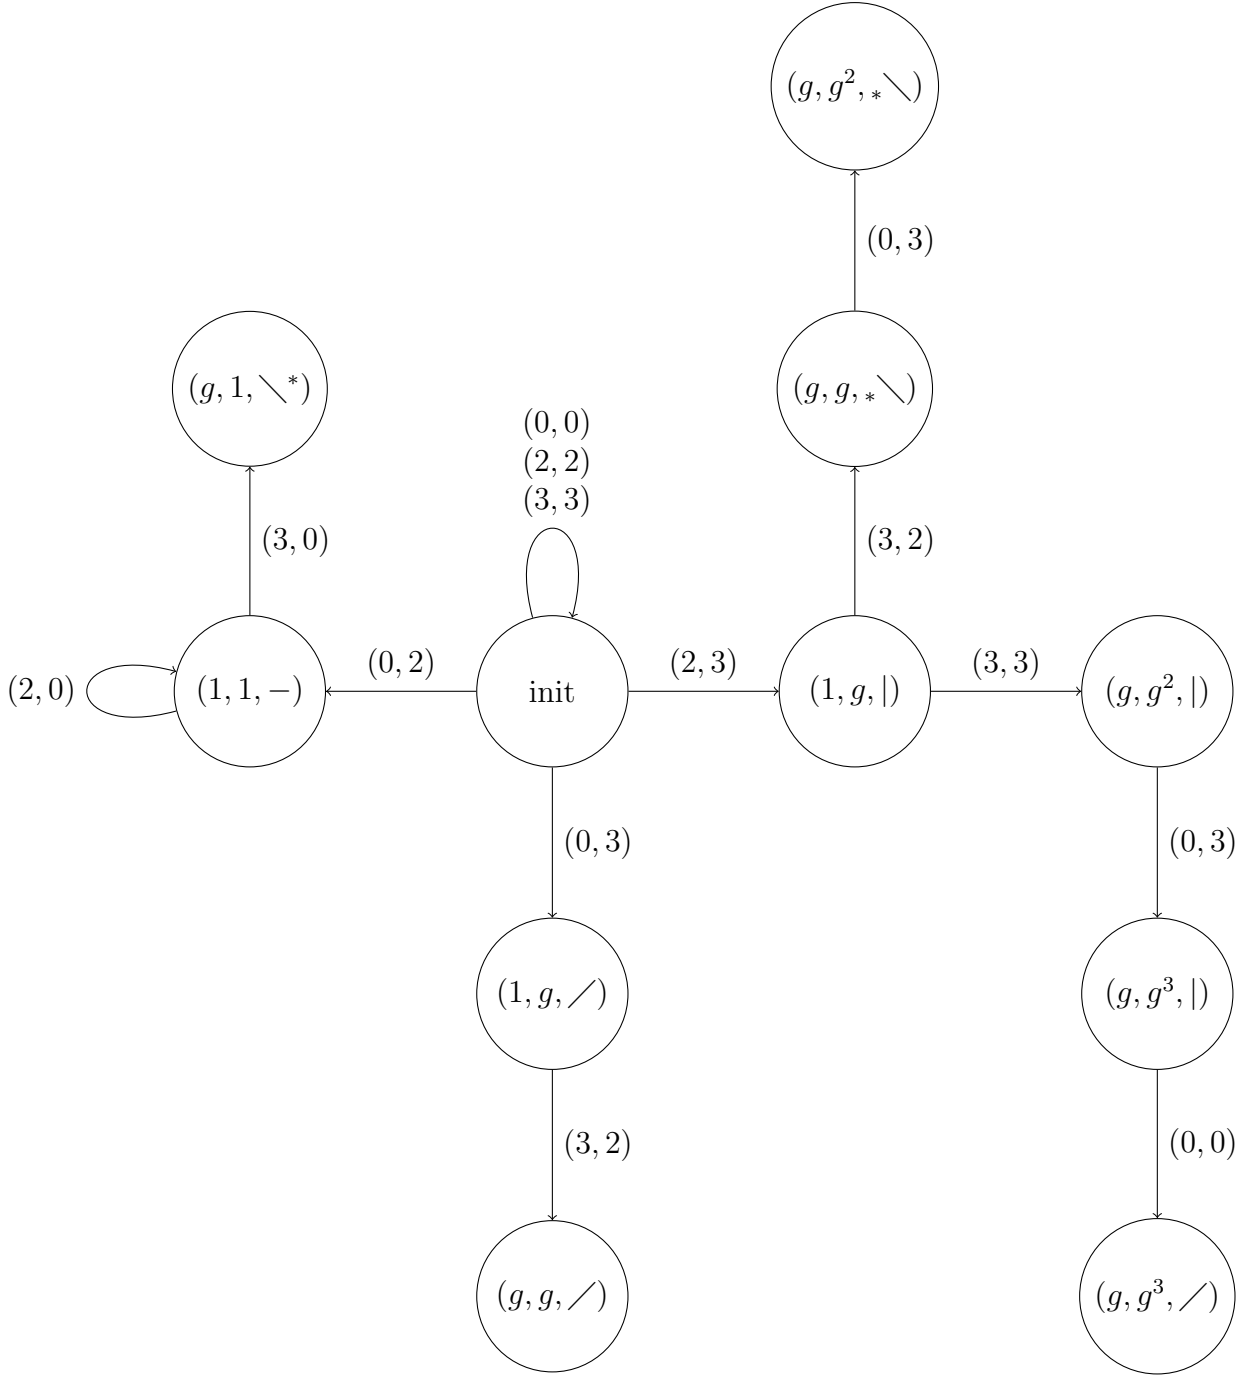 (g, g², ₊∖)
(0, 3)
(g, 1, ∖*)
(g, g, ₊∖)
(0, 0)
(2, 2)
(3, 3)
(3, 0)
(3, 2)
(2, 0)
(1, 1, −)
(0, 2)
init
(2, 3)
(1, g, |)
(3, 3)
(g, g², |)
(0, 3)
(0, 3)
(1, g, ∕)
(g, g³, |)
(3, 2)
(0, 0)
(g, g, ∕)
(g, g³, ∕)